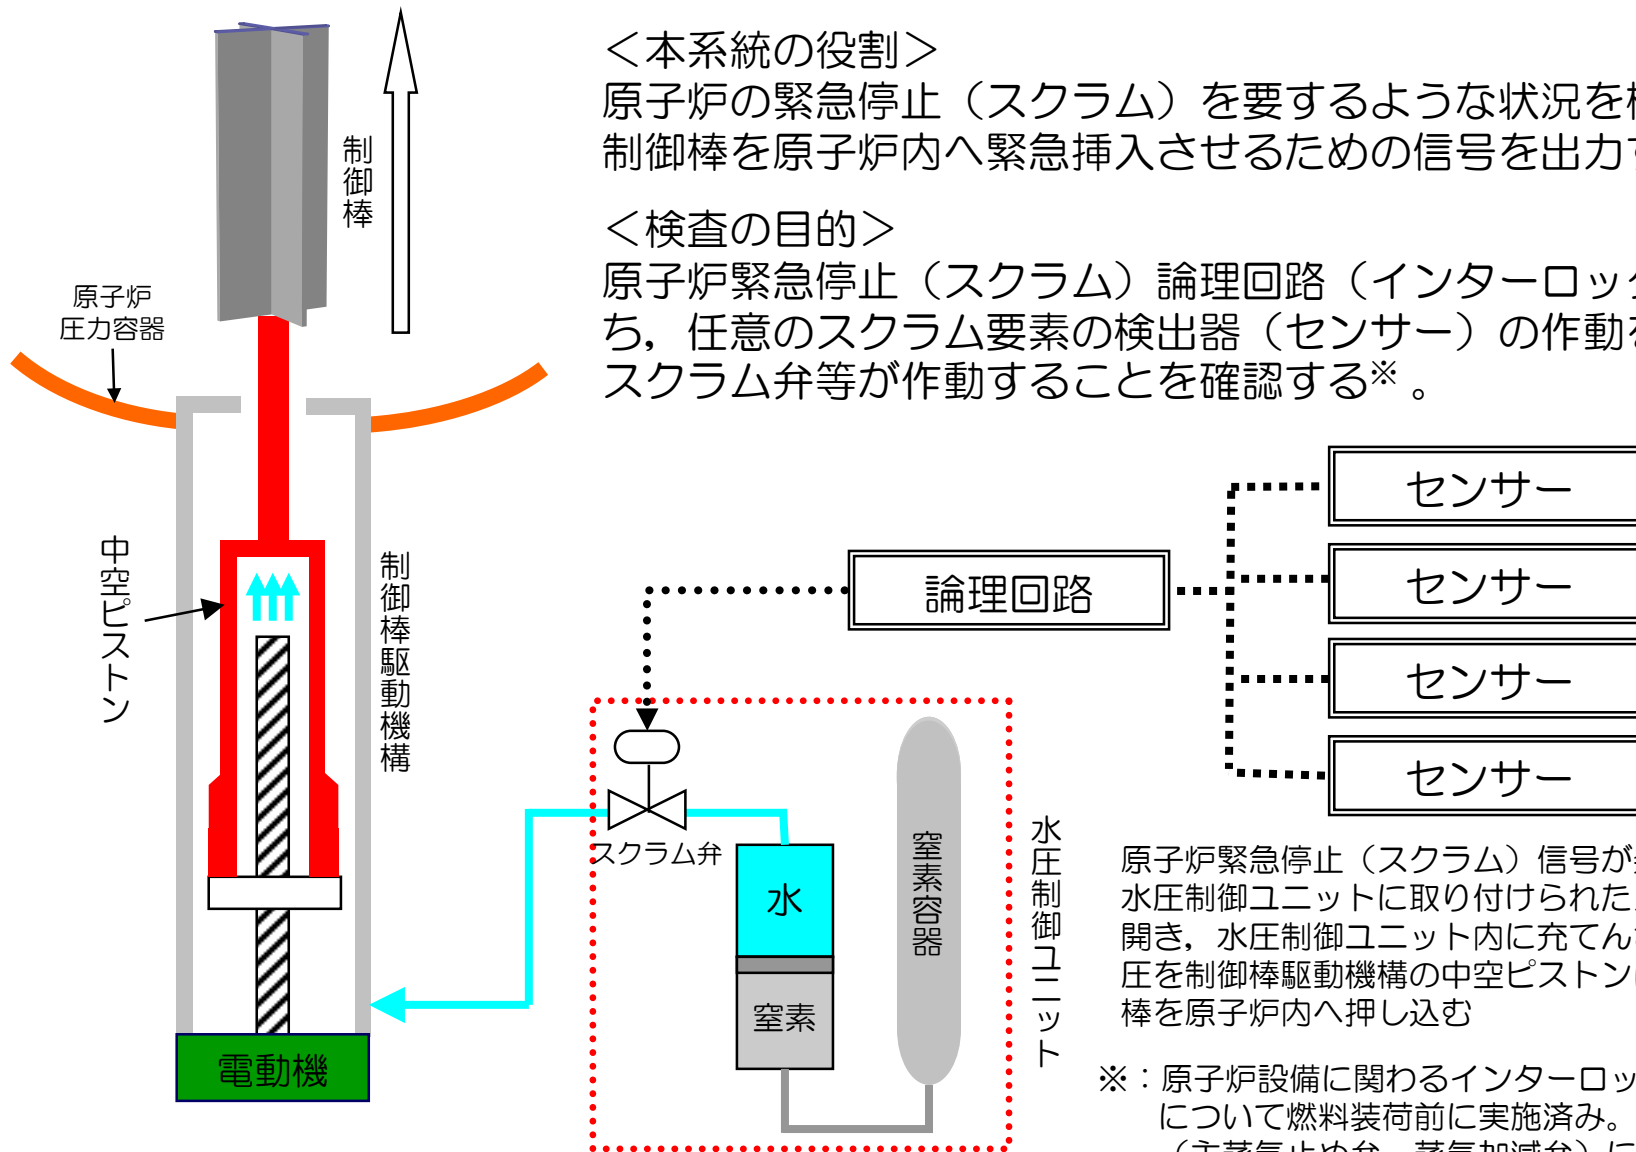 ＜本系統の役割＞
原子炉の緊急停止（スクラム）を要するような状況を
制御棒を原子炉内へ緊急挿入させるための信号を出力
＜検査の目的＞
原子炉緊急停止（スクラム）論理回路（インターロッ
ち，任意のスクラム要素の検出器（センサー）の作動
スクラム弁等が作動することを確認する※。
制御棒
原子炉
圧力容器
中空ピストン
制御棒駆動機構
電動機
論理回路
センサー
センサー
センサー
センサー
スクラム弁
水
窒素
窒素容器
水圧制御ユニット
原子炉緊急停止（スクラム）信号が
水圧制御ユニットに取り付けられた
開き，水圧制御ユニット内に充てん
圧を制御棒駆動機構の中空ピストン
棒を原子炉内へ押し込む
※：原子炉設備に関わるインターロッ
について燃料装荷前に実施済み。
（主蒸気止め弁，蒸気加減弁）に